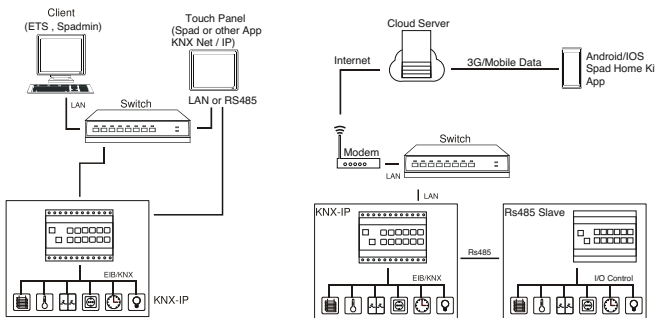 Client
(ETS , Spadmin)
Touch Panel
(Spad or other App
KNX Net / IP)
LAN
Switch
LAN or RS485
EIB/KNX
KNX-IP
Cloud Server
Internet
3G/Mobile Data
Android/IOS
Spad Home Ki
App
Modem
Switch
LAN
LAN
KNX-IP
EIB/KNX
Rs485
Rs485 Slave
I/O Control